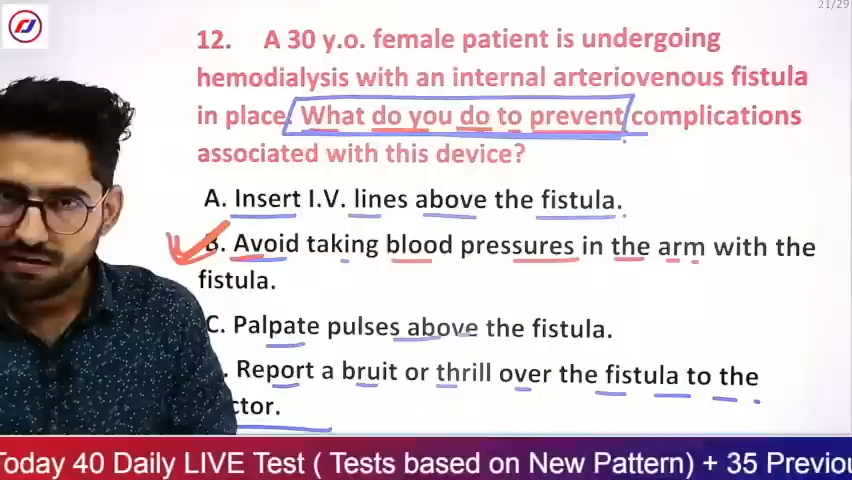 21/29
12. A 30 y.o. female patient is undergoing
hemodialysis with an internal arteriovenous fistula
in place. What do you do to prevent complications
associated with this device?
A. Insert I.V. lines above the fistula.
B. Avoid taking blood pressures in the arm with the
fistula.
C. Palpate pulses above the fistula.
. Report a bruit or thrill over the fistula to the
ctor.
Today 40 Daily LIVE Test ( Tests based on New Pattern) + 35 Previou